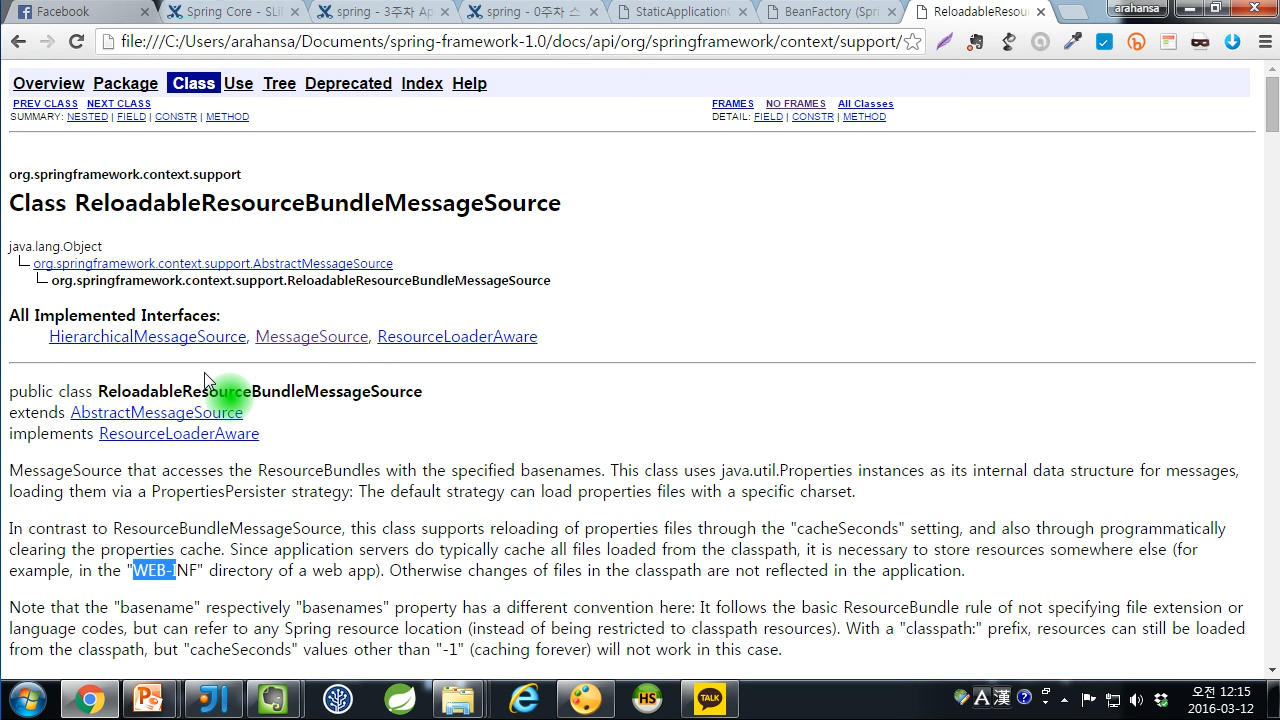 Facebook
Spring Core - SLi
spring - 3주차 Ap
spring - 0주차 소
StaticApplicationC
BeanFactory (Spri
ReloadableResou
arahansa
file:///C:/Users/arahansa/Documents/spring-framework-1.0/docs/api/org/springframework/context/support/
Overview Package Class Use Tree Deprecated Index Help
PREV CLASS NEXT CLASS
FRAMES NO FRAMES All Classes
SUMMARY: NESTED | FIELD | CONSTR | METHOD
DETAIL: FIELD | CONSTR | METHOD
org.springframework.context.support
Class ReloadableResourceBundleMessageSource
java.lang.Object
org.springframework.context.support.AbstractMessageSource
org.springframework.context.support.ReloadableResourceBundleMessageSource
All Implemented Interfaces:
HierarchicalMessageSource, MessageSource, ResourceLoaderAware
public class ReloadableResourceBundleMessageSource
extends AbstractMessageSource
implements ResourceLoaderAware
MessageSource that accesses the ResourceBundles with the specified basenames. This class uses java.util.Properties instances as its internal data structure for messages,
loading them via a PropertiesPersister strategy: The default strategy can load properties files with a specific charset.
In contrast to ResourceBundleMessageSource, this class supports reloading of properties files through the "cacheSeconds" setting, and also through programmatically
clearing the properties cache. Since application servers do typically cache all files loaded from the classpath, it is necessary to store resources somewhere else (for
example, in the "WEB-INF" directory of a web app). Otherwise changes of files in the classpath are not reflected in the application.
Note that the "basename" respectively "basenames" property has a different convention here: It follows the basic ResourceBundle rule of not specifying file extension or
language codes, but can refer to any Spring resource location (instead of being restricted to classpath resources). With a "classpath:" prefix, resources can still be loaded
from the classpath, but "cacheSeconds" values other than "-1" (caching forever) will not work in this case.
JI
HS
TALK
A 漢
오전 12:15
2016-03-12